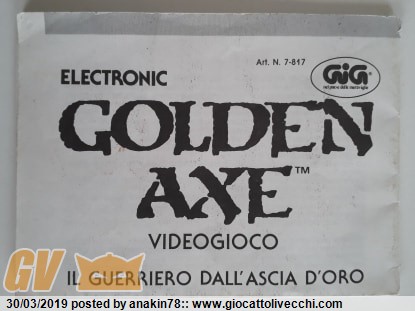 Art. N. 7-817
GiG
ELECTRONIC
GOLDEN
AXE™
VIDEOGIOCO
IL GUERRIERO DALL'ASCIA D'ORO
GV
30/03/2019 posted by anakin78:: www.giocattolivecchi.com